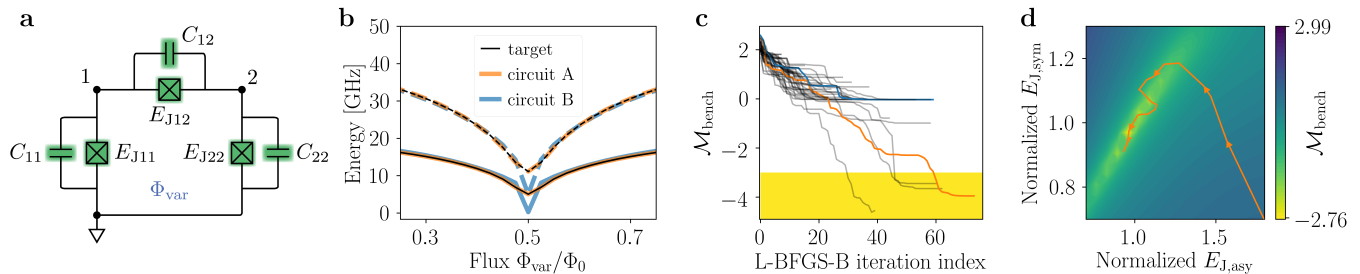 a
C12
1
2
EJ12
C11
EJ11
EJ22
C22
Φvar
b
Energy [GHz]
50
40
30
20
10
0
target
circuit A
circuit B
0.3
0.5
0.7
Flux Φvar/Φ0
c
Mbench
2
0
−2
−4
0
20
40
60
L-BFGS-B iteration index
d
Normalized EJ,sym
1.2
1.0
0.8
1.0
1.5
Normalized EJ,asy
2.99
Mbench
−2.76